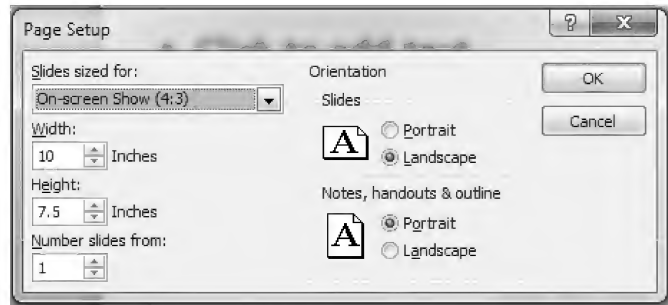 Page Setup
Slides sized for:
On-screen Show (4:3)
Width:
10 Inches
Height:
7.5 Inches
Number slides from:
1
Orientation
Slides
A
Portrait
Landscape
Notes, handouts & outline
A
Portrait
Landscape
OK
Cancel